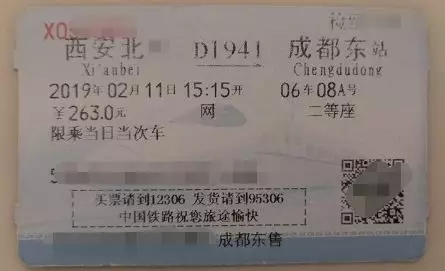 XO
西安北 D1941 成都东站
Xi'anbei Chengdudong
2019年02月11日 15:15开 06车08A号
￥263.0元 网 二等座
限乘当日当次车
买票请到12306 发货请到95306
中国铁路祝您旅途愉快
成都东售